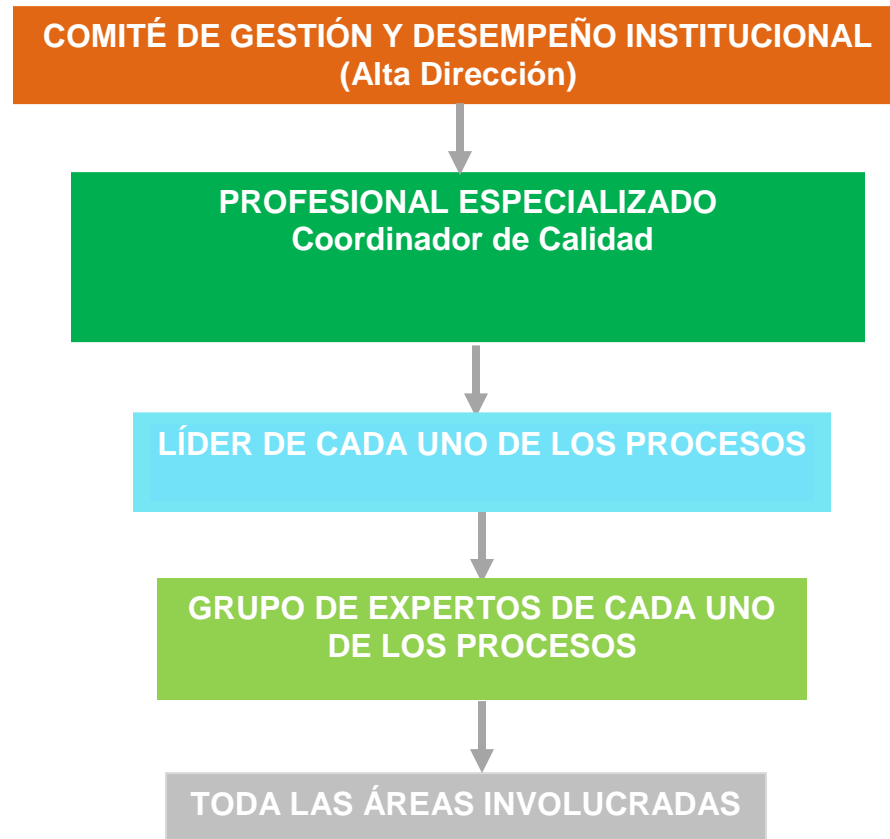 COMITÉ DE GESTIÓN Y DESEMPEÑO INSTITUCIONAL
(Alta Dirección)
PROFESIONAL ESPECIALIZADO
Coordinador de Calidad
LÍDER DE CADA UNO DE LOS PROCESOS
GRUPO DE EXPERTOS DE CADA UNO
DE LOS PROCESOS
TODA LAS ÁREAS INVOLUCRADAS